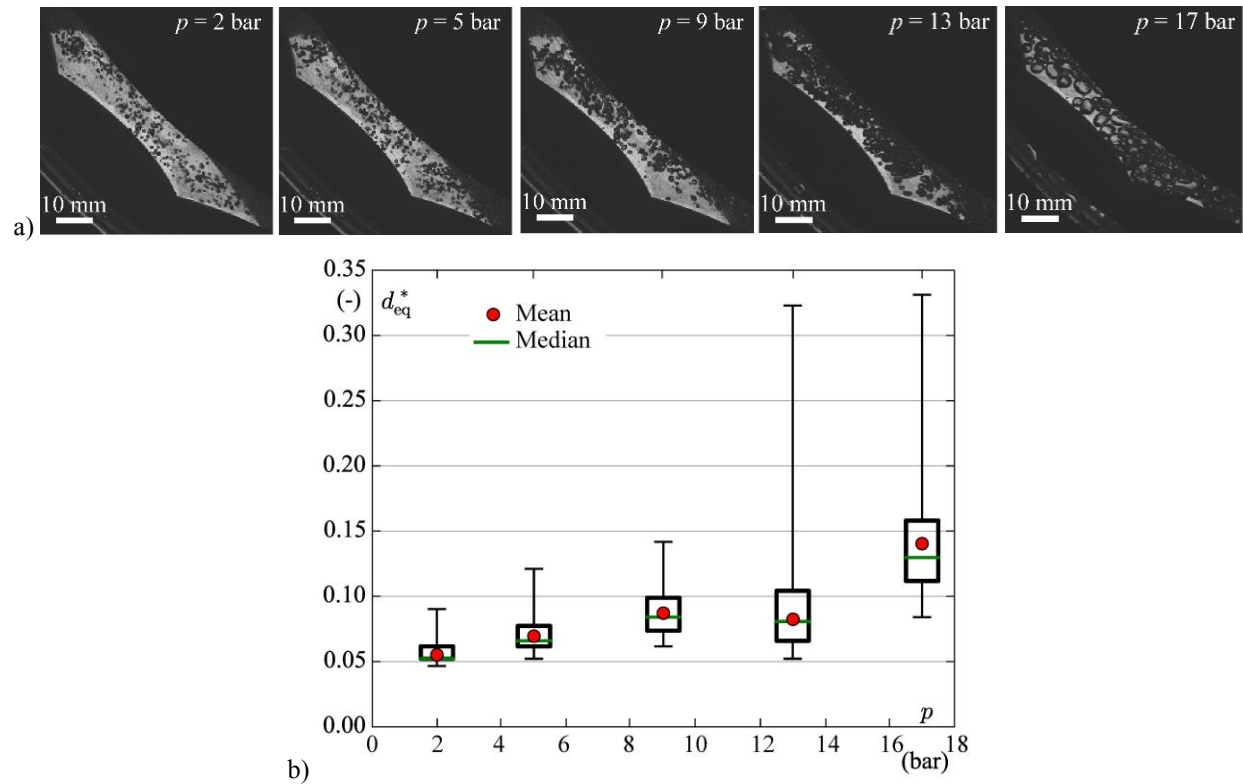 p = 2 bar
p = 5 bar
p = 9 bar
p = 13 bar
p = 17 bar
10 mm
10 mm
10 mm
10 mm
10 mm
a)
0.35
(-) d*eq
Mean
0.30
Median
0.25
0.20
0.15
0.10
0.05
p
0.00
0 2 4 6 8 10 12 14 16 18
(bar)
b)